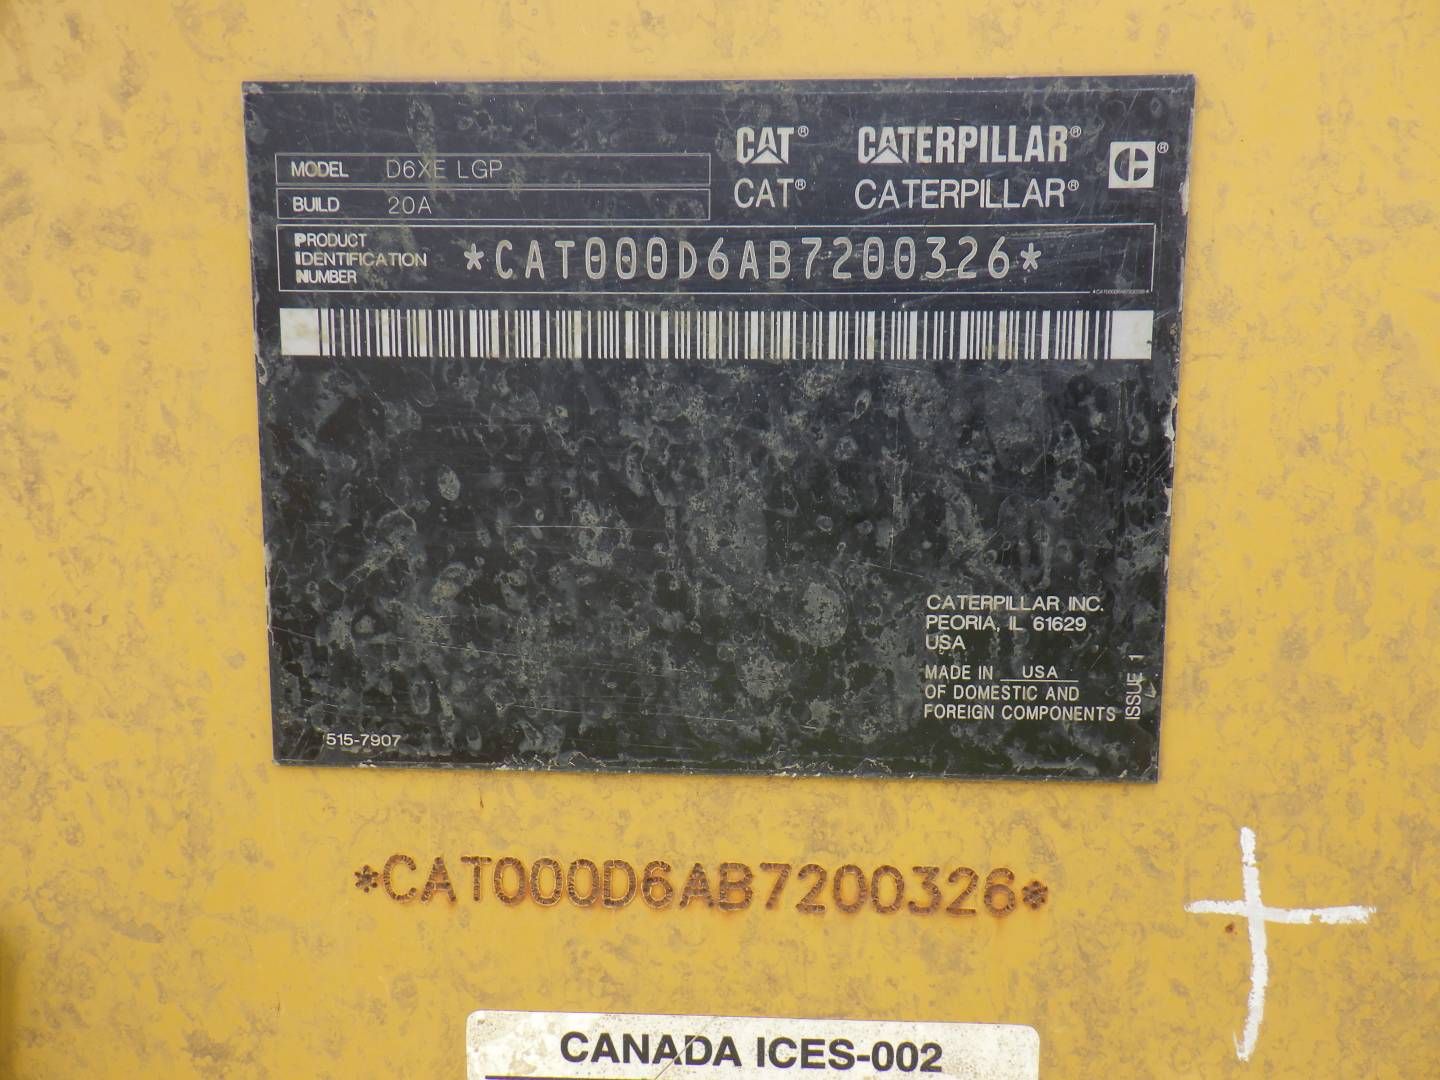 CAT® CATERPILLAR®
CAT® CATERPILLAR®
MODEL D6XE LGP
BUILD 20A
PRODUCT
IDENTIFICATION
NUMBER
*CAT000D6AB7200326*
*CAT000D6AB7200326*
CATERPILLAR INC.
PEORIA, IL 61629
USA
MADE IN USA
OF DOMESTIC AND
FOREIGN COMPONENTS
ISSUE 1
515-7907
*CAT000D6AB7200326*
CANADA ICES-002